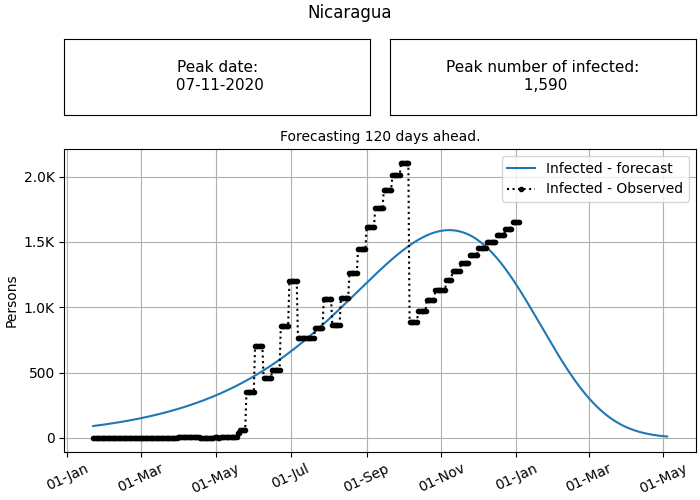 Nicaragua
Peak date:
07-11-2020
Peak number of infected:
1,590
Forecasting 120 days ahead.
Infected - forecast
Infected - Observed
2.0K
1.5K
1.0K
500
0
Persons
01-Jan
01-Mar
01-May
01-Jul
01-Sep
01-Nov
01-Jan
01-Mar
01-May